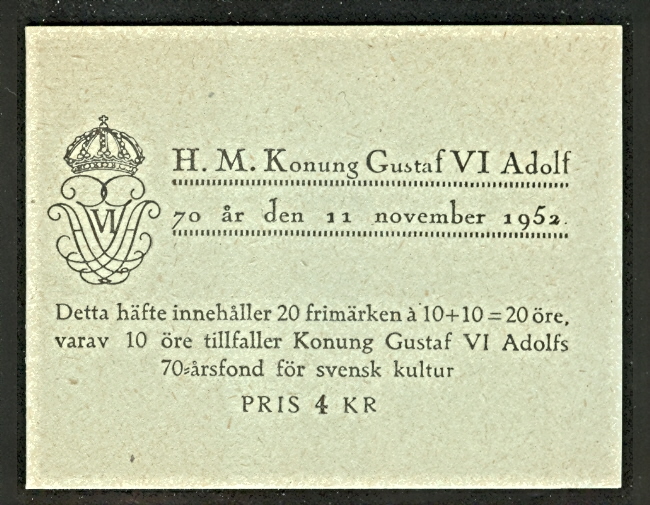 H. M. Konung Gustaf VI Adolf
70 år den 11 november 1952.
VI
Detta häfte innehåller 20 frimärken à 10+10=20 öre,
varav 10 öre tillfaller Konung Gustaf VI Adolfs
70-årsfond för svensk kultur
PRIS 4 KR